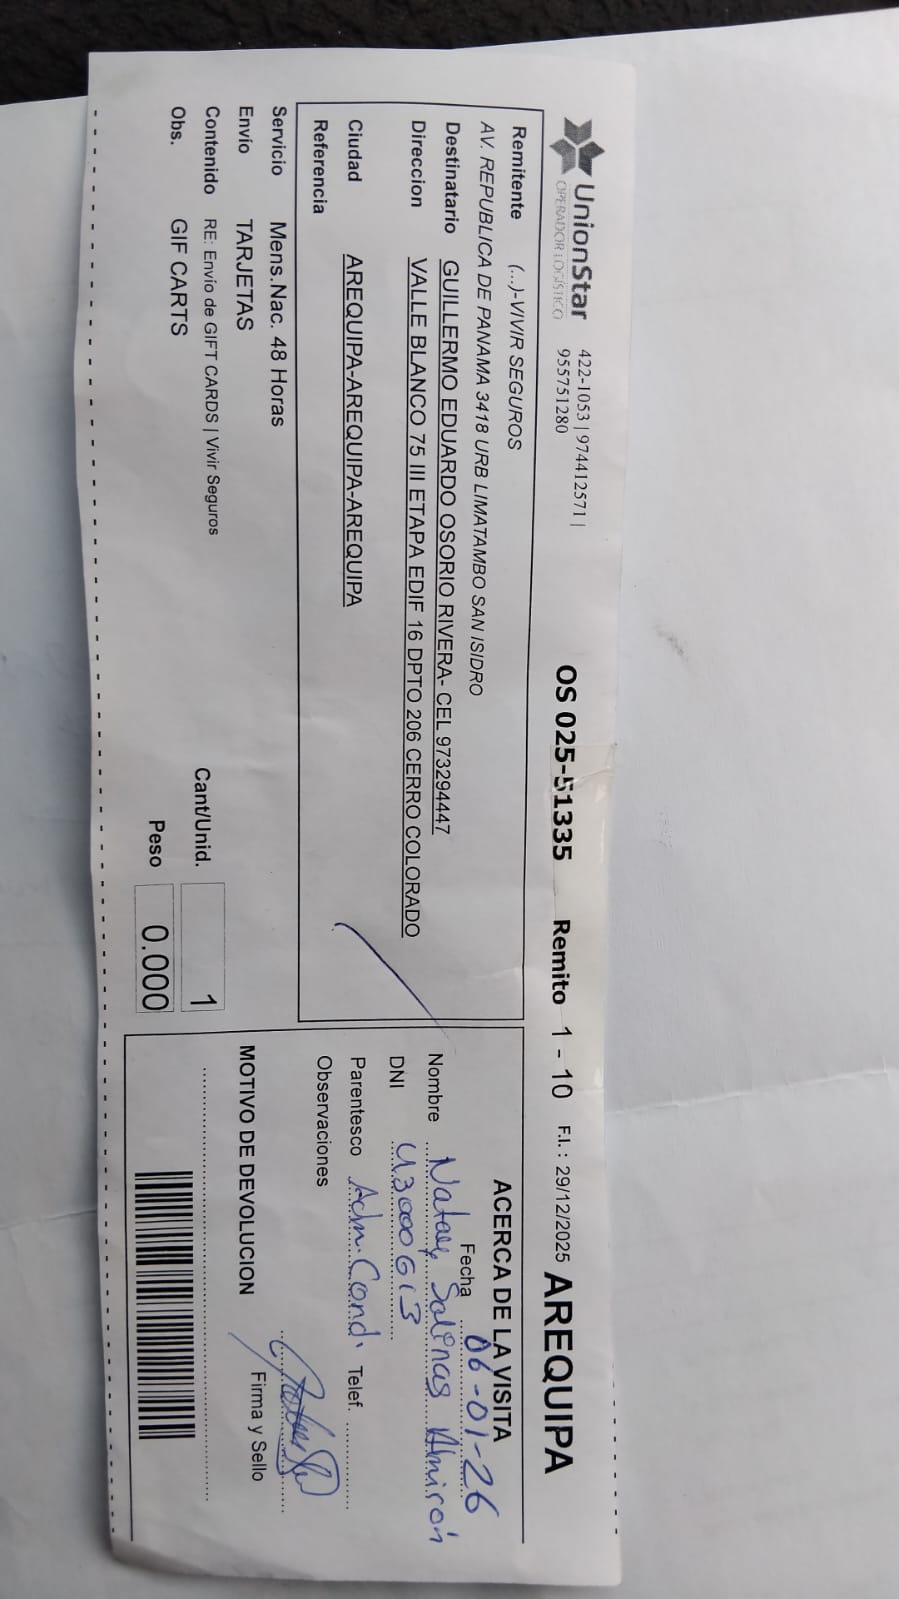 UnionStar
OPERADOR LOGÍSTICO
422-1053 | 974412571 |
955751280
OS 025-51335 Remito 1 - 10 F.I.: 29/12/2025 AREQUIPA
Remitente (...)-VIVIR SEGUROS
AV. REPUBLICA DE PANAMA 3418 URB LIMATAMBO SAN ISIDRO
Destinatario GUILLERMO EDUARDO OSORIO RIVERA- CEL 973294447
Direccion VALLE BLANCO 75 III ETAPA EDIF 16 DPTO 206 CERRO COLORADO
Ciudad AREQUIPA-AREQUIPA-AREQUIPA
Referencia
Servicio Mens.Nac. 48 Horas
Envio TARJETAS
Contenido RE: Envio de GIFT CARDS | Vivir Seguros
Obs. GIF CARTS
Cant/Unid. 1
Peso 0.000
ACERCA DE LA VISITA
Fecha 06-01-26
Nombre Salinas Almirón
DNI 43000613
Parentesco Adm. Cond. Telef.
Observaciones
MOTIVO DE DEVOLUCION
Firma y Sello